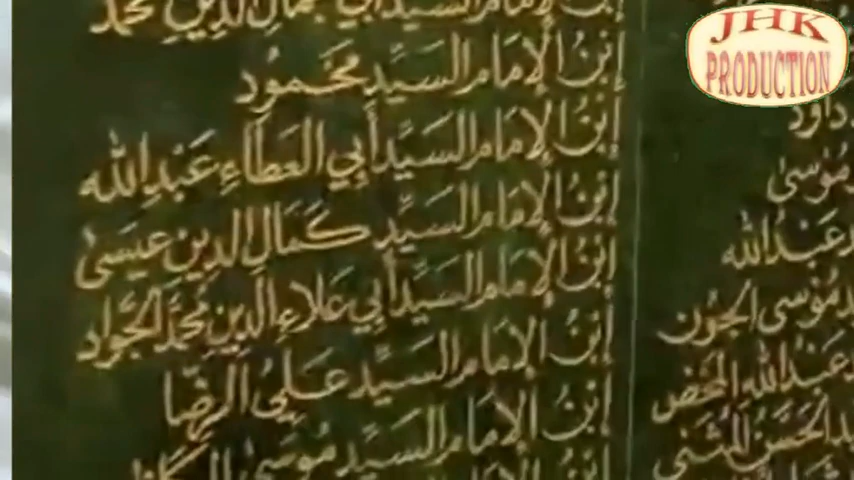 ابن الإمام السيد أبي جمال الدين محمد
ابن الإمام السيد محمود
ابن الإمام السيد أبي العطاء عبد الله
ابن الإمام السيد كمال الدين عيسى
ابن الإمام السيد أبي علاء الدين محمد الجواد
ابن الإمام السيد علي الرضا
ابن الإمام السيد موسى
داود
موسى
عبد الله
موسى الجون
عبد الله المحض
الحسن المثنى
JHK
PRODUCTION